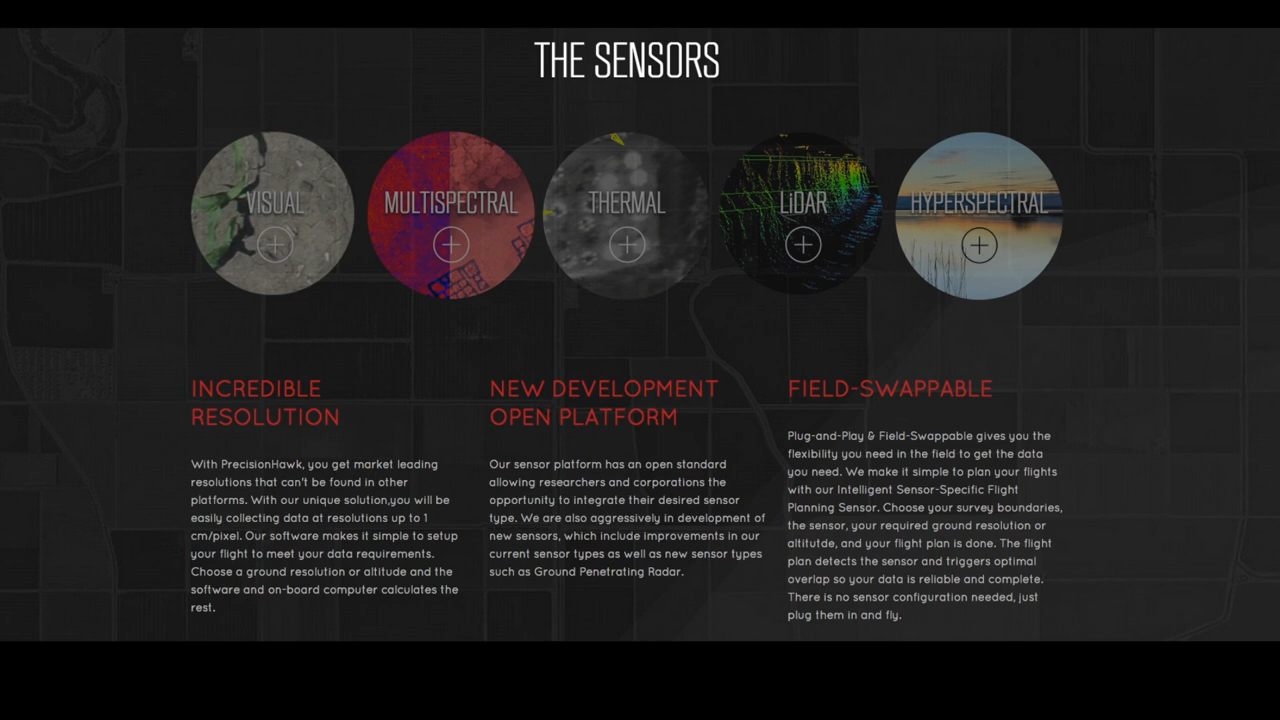 THE SENSORS
VISUAL
MULTISPECTRAL
THERMAL
LiDAR
HYPERSPECTRAL
INCREDIBLE
RESOLUTION
With PrecisionHawk, you get market leading
resolutions that can't be found in other
platforms. With our unique solution,you will be
easily collecting data at resolutions up to 1
cm/pixel. Our software makes it simple to setup
your flight to meet your data requirements.
Choose a ground resolution or altitude and the
software and on-board computer calculates the
rest.
NEW DEVELOPMENT
OPEN PLATFORM
Our sensor platform has an open standard
allowing researchers and corporations the
opportunity to integrate their desired sensor
type. We are also aggressively in development of
new sensors, which include improvements in our
current sensor types as well as new sensor types
such as Ground Penetrating Radar.
FIELD-SWAPPABLE
Plug-and-Play & Field-Swappable gives you the
flexibility you need in the field to get the data
you need. We make it simple to plan your flights
with our Intelligent Sensor-Specific Flight
Planning Sensor. Choose your survey boundaries,
the sensor, your required ground resolution or
altitutde, and your flight plan is done. The flight
plan detects the sensor and triggers optimal
overlap so your data is reliable and complete.
There is no sensor configuration needed, just
plug them in and fly.